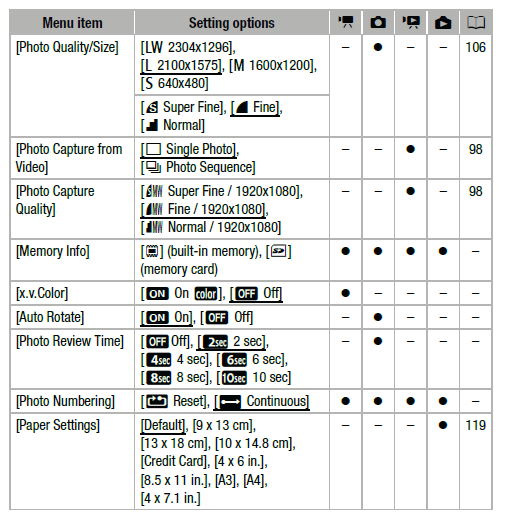 Menu item Setting options
[Photo Quality/Size] [LW 2304x1296], – ● – – 106
[L 2100x1575], [M 1600x1200],
[S 640x480]
[S Super Fine], [ Fine],
[ Normal]
[Photo Capture from [ Single Photo], – – ● – 98
Video] [ Photo Sequence]
[Photo Capture [SW Super Fine / 1920x1080], – – ● – 98
Quality] [W Fine / 1920x1080],
[W Normal / 1920x1080]
[Memory Info] [ ] (built-in memory), [ ] ● ● ● ● –
(memory card)
[x.v.Color] [ON On color], [OFF Off] ● – – – –
[Auto Rotate] [ON On], [OFF Off] – ● – – –
[Photo Review Time] [OFF Off], [2sec 2 sec], – ● – – –
[4sec 4 sec], [6sec 6 sec],
[8sec 8 sec], [10sec 10 sec]
[Photo Numbering] [ Reset], [ Continuous] ● ● ● ● –
[Paper Settings] [Default], [9 x 13 cm], – – – ● 119
[13 x 18 cm], [10 x 14.8 cm],
[Credit Card], [4 x 6 in.],
[8.5 x 11 in.], [A3], [A4],
[4 x 7.1 in.]